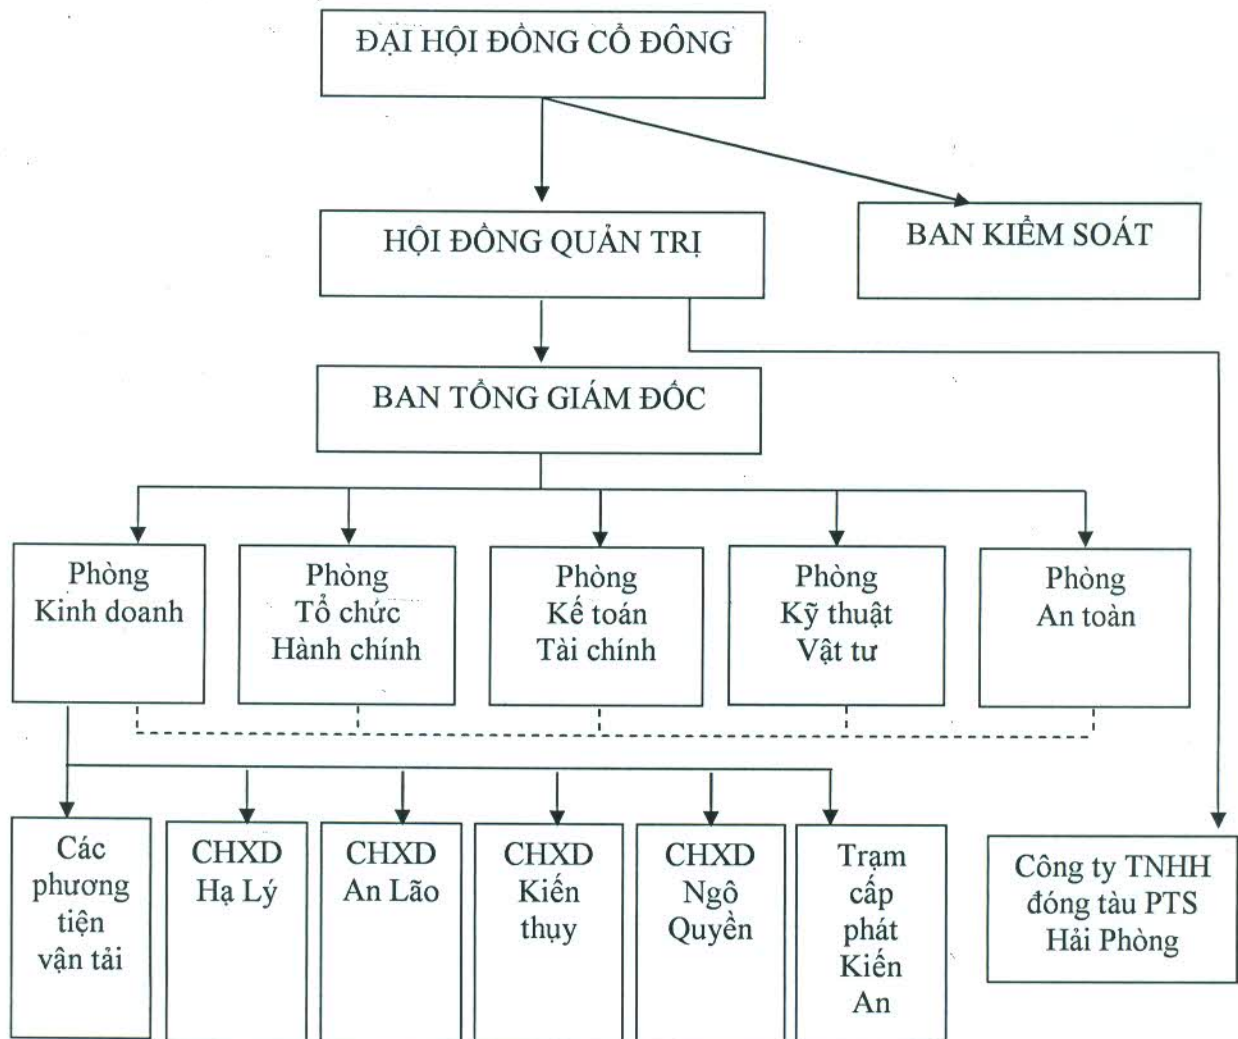 ĐẠI HỘI ĐỒNG CỔ ĐÔNG
HỘI ĐỒNG QUẢN TRỊ
BAN KIỂM SOÁT
BAN TỔNG GIÁM ĐỐC
Phòng
Kinh doanh
Phòng
Tổ chức
Hành chính
Phòng
Kế toán
Tài chính
Phòng
Kỹ thuật
Vật tư
Phòng
An toàn
Các
phương
tiện
vận tải
CHXD
Hạ Lý
CHXD
An Lão
CHXD
Kiến
thụy
CHXD
Ngô
Quyền
Trạm
cấp
phát
Kiến
An
Công ty TNHH
đóng tàu PTS
Hải Phòng